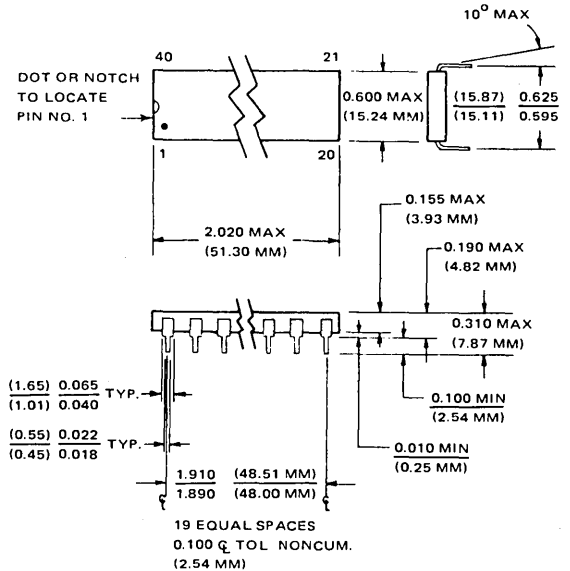 10° MAX
40
21
DOT OR NOTCH
TO LOCATE
PIN NO. 1
0.600 MAX
(15.24 MM)
(15.87) 0.625
(15.11) 0.595
1
20
0.155 MAX
(3.93 MM)
2.020 MAX
(51.30 MM)
0.190 MAX
(4.82 MM)
0.310 MAX
(7.87 MM)
(1.65) 0.065
(1.01) 0.040
TYP.
0.100 MIN
(2.54 MM)
(0.55) 0.022
(0.45) 0.018
TYP.
0.010 MIN
(0.25 MM)
1.910 (48.51 MM)
1.890 (48.00 MM)
℄ ℄
19 EQUAL SPACES
0.100 ℄ TOL NONCUM.
(2.54 MM)